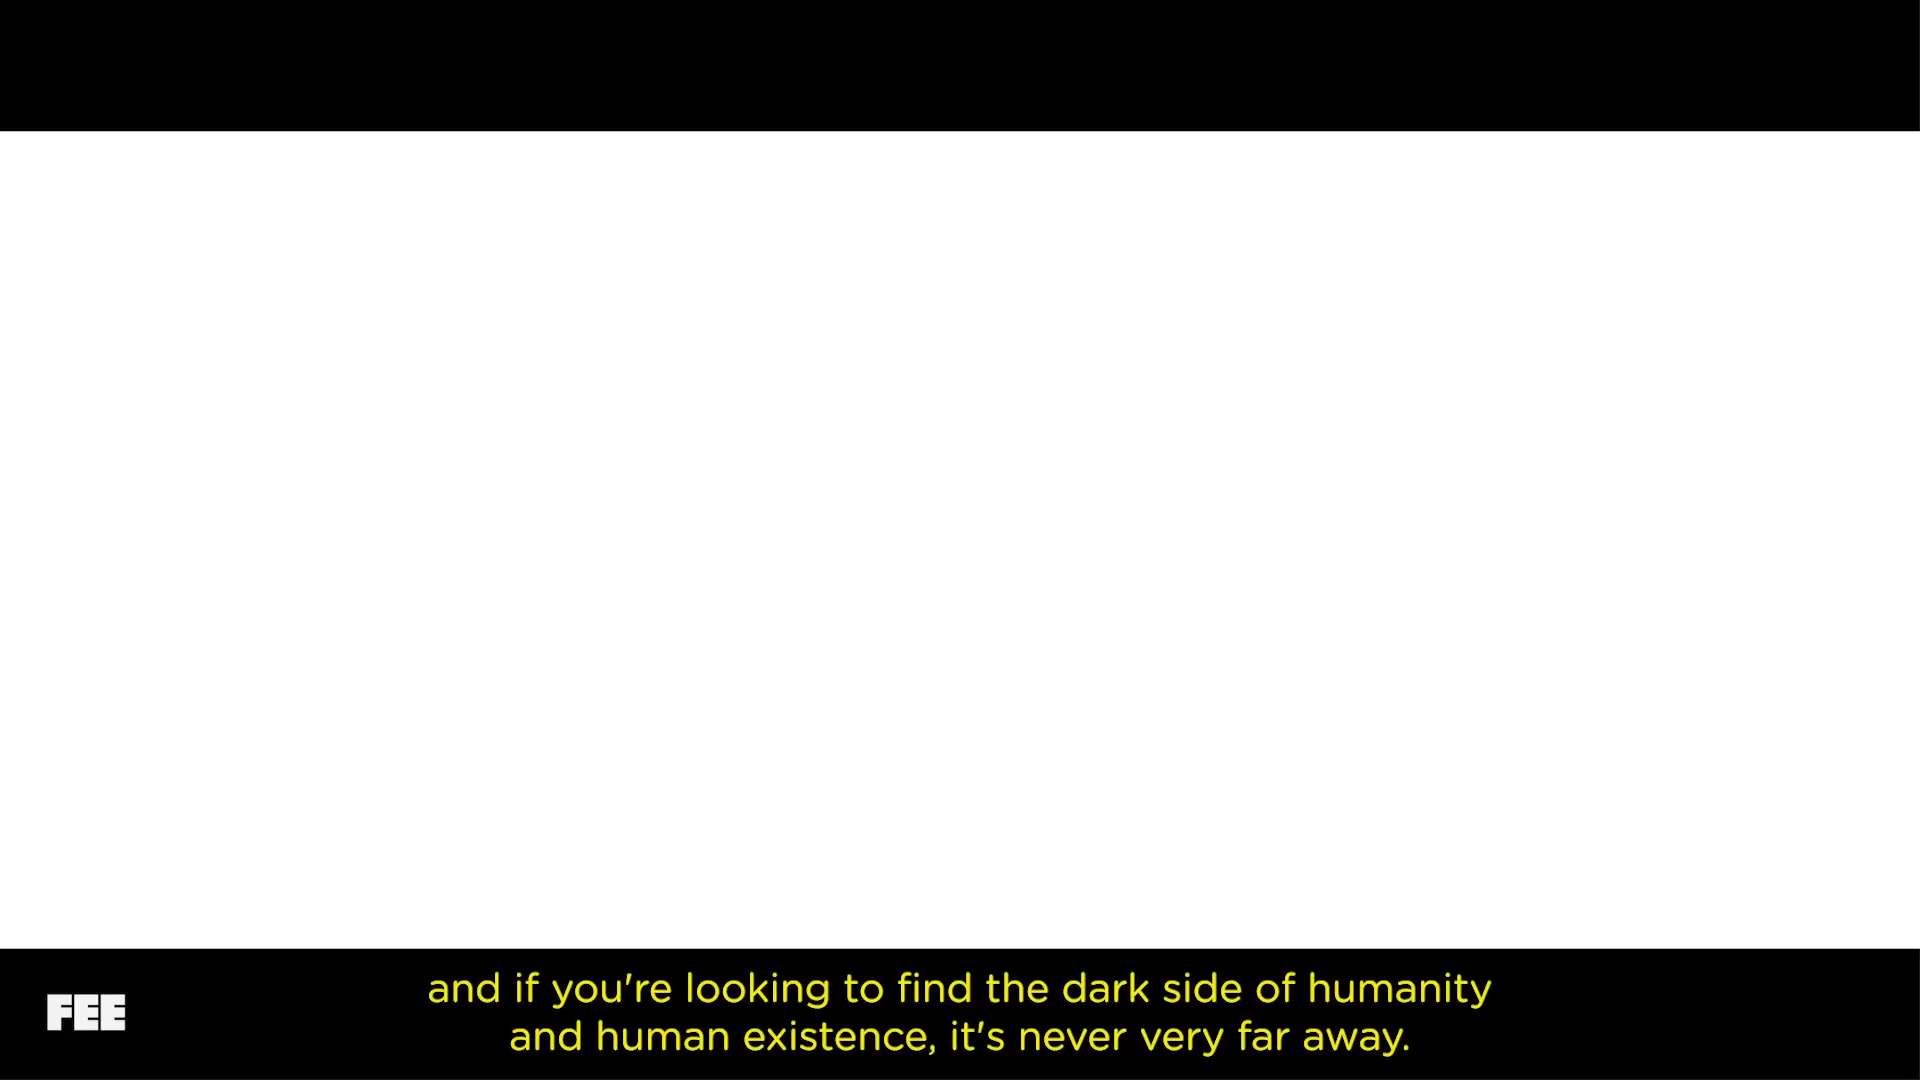 and if you're looking to find the dark side of humanity
and human existence, it's never very far away.
FEE